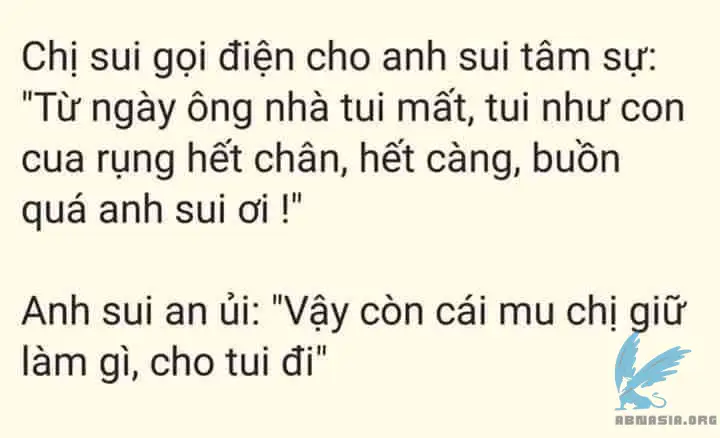 Chị sui gọi điện cho anh sui tâm sự:
"Từ ngày ông nhà tui mất, tui như con
cua rụng hết chân, hết càng, buồn
quá anh sui ơi !"
Anh sui an ủi: "Vậy còn cái mu chị giữ
làm gì, cho tui đi"
ABNASIA.ORG